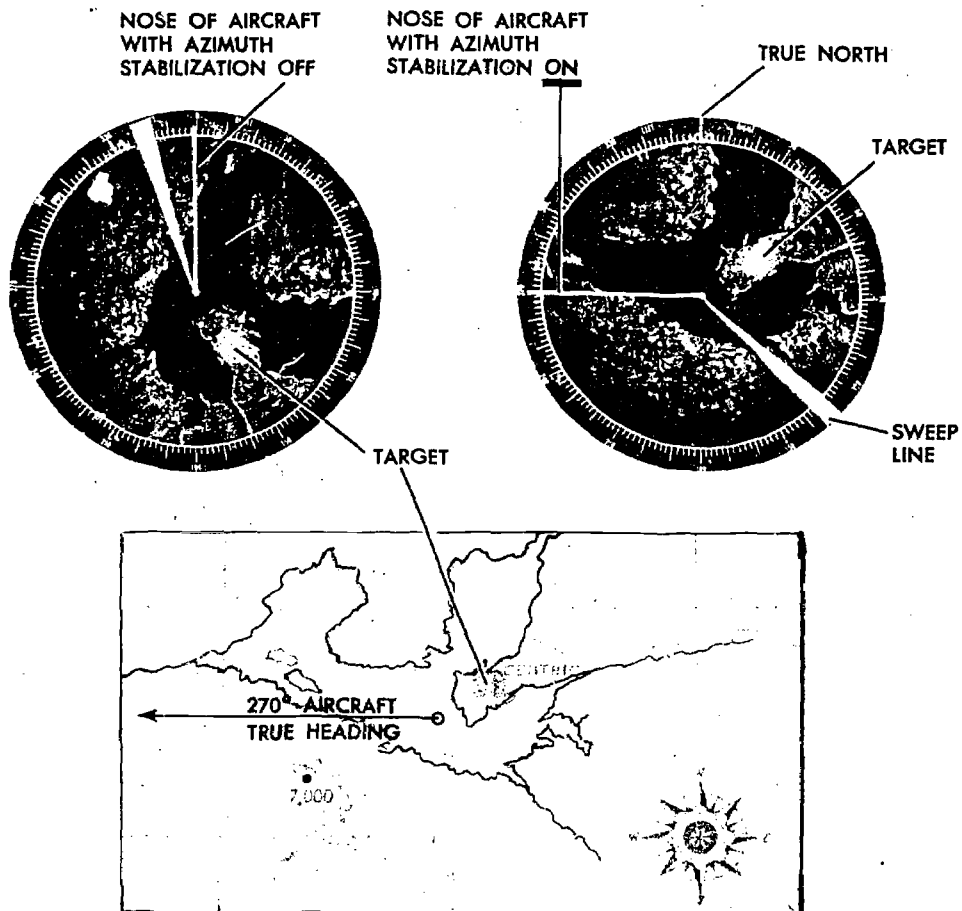 NOSE OF AIRCRAFT
WITH AZIMUTH
STABILIZATION OFF
NOSE OF AIRCRAFT
WITH AZIMUTH
STABILIZATION ON
TRUE NORTH
TARGET
SWEEP
LINE
TARGET
270° AIRCRAFT
TRUE HEADING
7,000
W